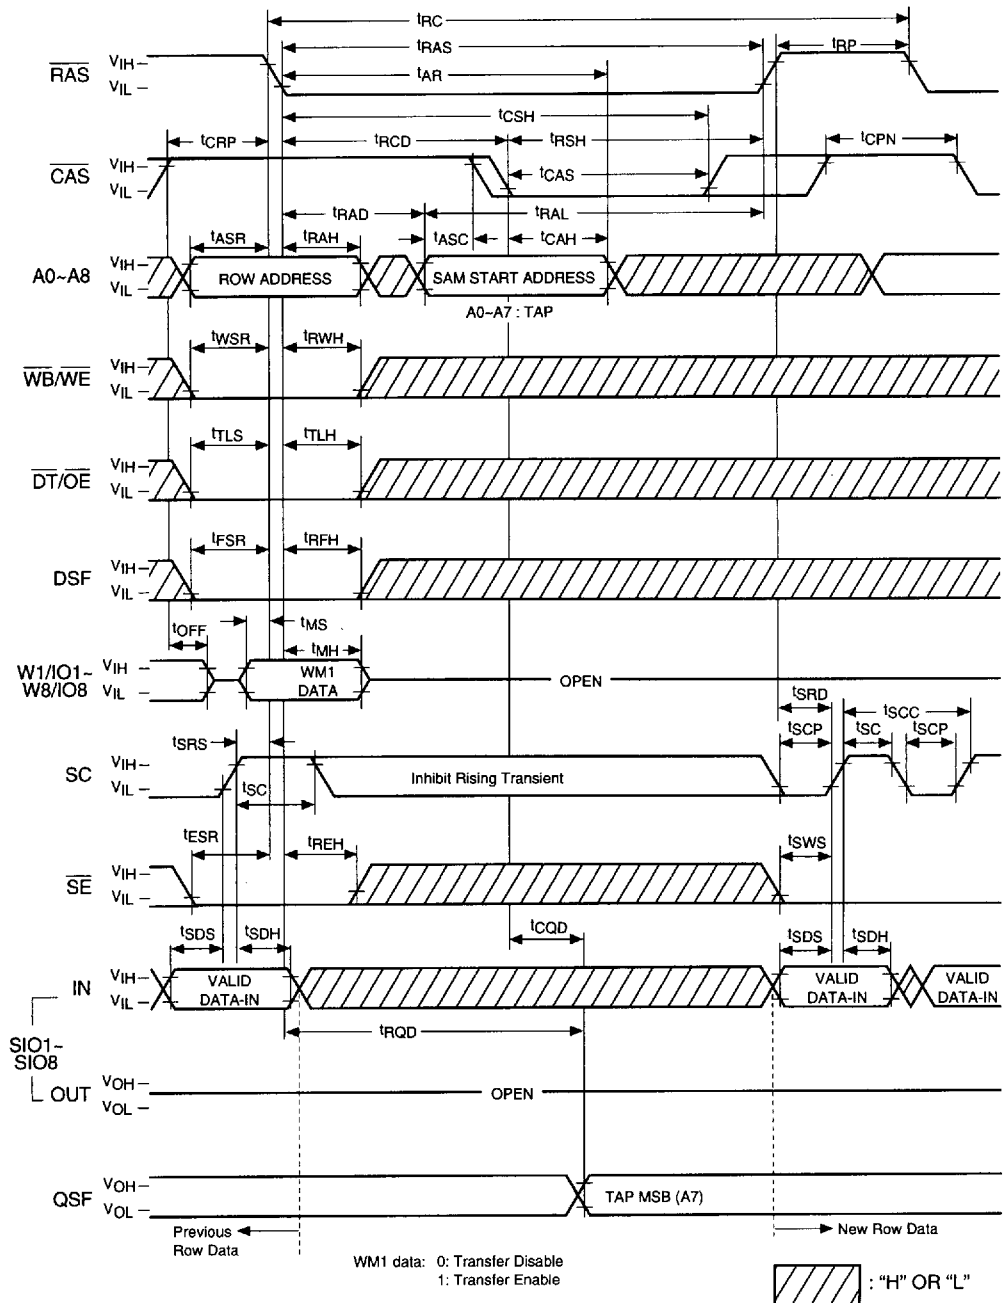 tRC
tRAS
tRP
tAR
RAS
VIH
VIL
tCSH
tCRP
tRCD
tRSH
tCPN
CAS
VIH
VIL
tCAS
tRAD
tRAL
tASR
tRAH
tASC
tCAH
A0~A8
VIH
VIL
ROW ADDRESS
SAM START ADDRESS
A0~A7 : TAP
tWSR
tRWH
WB/WE
VIH
VIL
tTLS
tTLH
DT/OE
VIH
VIL
tFSR
tRFH
DSF
VIH
VIL
tOFF
tMS
tMH
W1/IO1~
W8/IO8
VIH
VIL
WM1
DATA
OPEN
tSRD
tSCC
tSRS
tSCP
tSC
tSCP
SC
VIH
VIL
tSC
Inhibit Rising Transient
tESR
tREH
tSWS
SE
VIH
VIL
tCQD
tSDS
tSDH
tSDS
tSDH
IN
VIH
VIL
VALID
DATA-IN
VALID
DATA-IN
VALID
DATA-IN
tRQD
SIO1~
SIO8
OUT
VOH
VOL
OPEN
QSF
VOH
VOL
TAP MSB (A7)
Previous
Row Data
New Row Data
WM1 data: 0: Transfer Disable
1: Transfer Enable
: "H" OR "L"